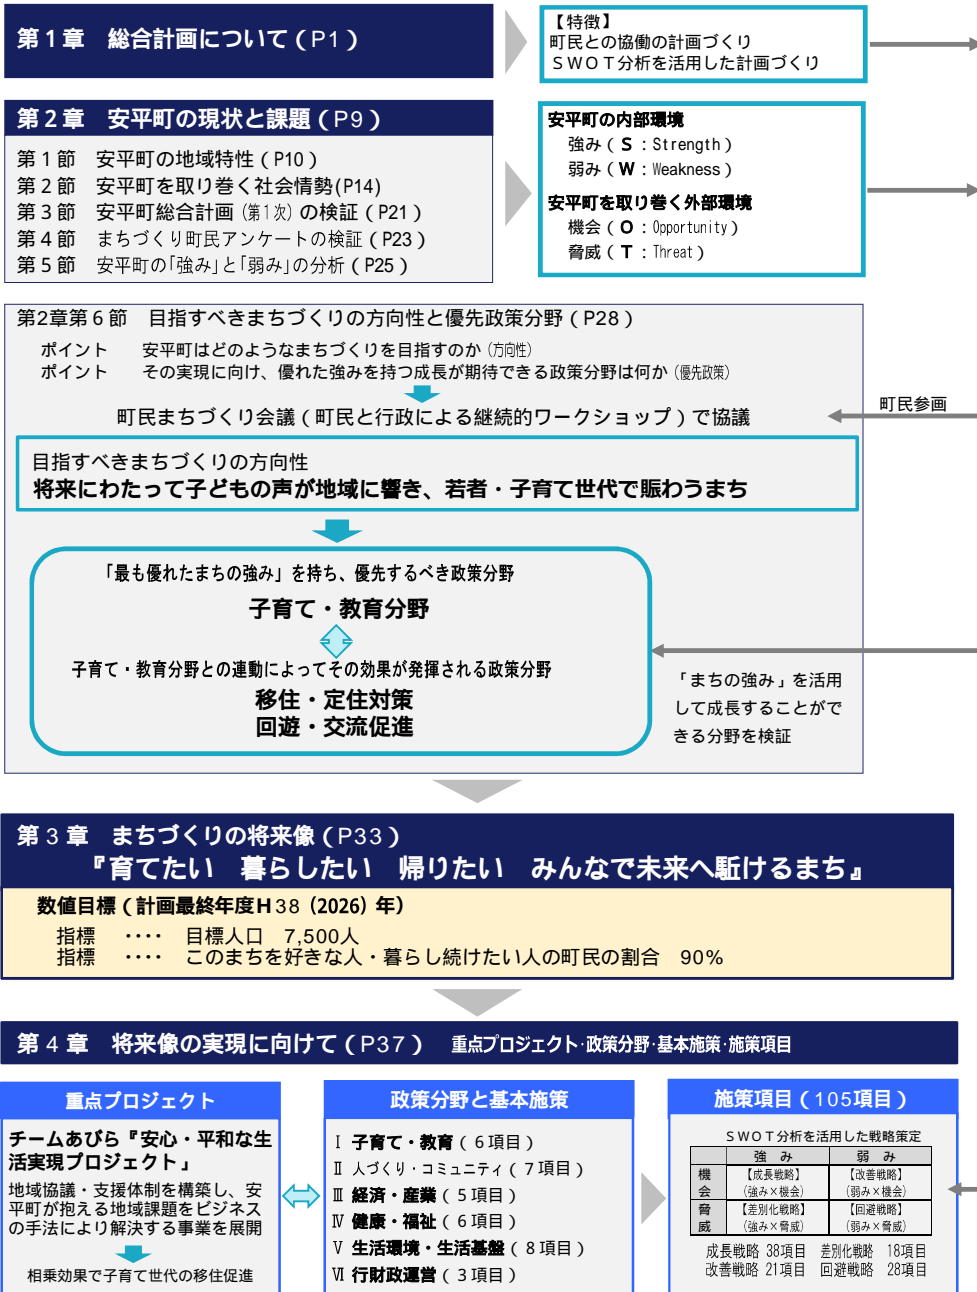 第1章　総合計画について（P1）
【特徴】
町民との協働の計画づくり
ＳＷＯＴ分析を活用した計画づくり
第2章　安平町の現状と課題（P9）
第1節　安平町の地域特性（P10）
第2節　安平町を取り巻く社会情勢(P14)
第3節　安平町総合計画（第1次）の検証（P21）
第4節　まちづくり町民アンケートの検証（P23）
第5節　安平町の「強み」と「弱み」の分析（P25）
安平町の内部環境
強み（S：Strength）
弱み（W：Weakness）
安平町を取り巻く外部環境
機会（O：Opportunity）
脅威（T：Threat）
第2章第6節　目指すべきまちづくりの方向性と優先政策分野（P28）
ポイント　安平町はどのようなまちづくりを目指すのか（方向性）
ポイント　その実現に向け、優れた強みを持つ成長が期待できる政策分野は何か（優先政策）
町民まちづくり会議（町民と行政による継続的ワークショップ）で協議
町民参画
目指すべきまちづくりの方向性
将来にわたって子どもの声が地域に響き、若者・子育て世代で賑わうまち
「最も優れたまちの強み」を持ち、優先するべき政策分野
子育て・教育分野
子育て・教育分野との連動によってその効果が発揮される政策分野
移住・定住対策
回遊・交流促進
「まちの強み」を活用
して成長することがで
きる分野を検証
第3章　まちづくりの将来像（P33）
『育てたい　暮らしたい　帰りたい　みんなで未来へ駈けるまち』
数値目標（計画最終年度H38（2026）年）
指標　‥‥　目標人口　7,500人
指標　‥‥　このまちを好きな人・暮らし続けたい人の町民の割合　90%
第4章　将来像の実現に向けて（P37）　重点プロジェクト・政策分野・基本施策・施策項目
重点プロジェクト
チームあびら『安心・平和な生
活実現プロジェクト」
地域協議・支援体制を構築し、安
平町が抱える地域課題をビジネス
の手法により解決する事業を展開
相乗効果で子育て世代の移住促進
政策分野と基本施策
Ⅰ 子育て・教育（６項目）
Ⅱ 人づくり・コミュニティ（７項目）
Ⅲ 経済・産業（５項目）
Ⅳ 健康・福祉（６項目）
Ⅴ 生活環境・生活基盤（８項目）
Ⅵ 行財政運営（３項目）
施策項目（105項目）
ＳＷＯＴ分析を活用した戦略策定
強　み　弱　み
機会　【成長戦略】　【改善戦略】
（強み×機会）　（弱み×機会）
脅威　【差別化戦略】　【回避戦略】
（強み×脅威）　（弱み×脅威）
成長戦略 38項目　差別化戦略 18項目
改善戦略 21項目　回避戦略 28項目